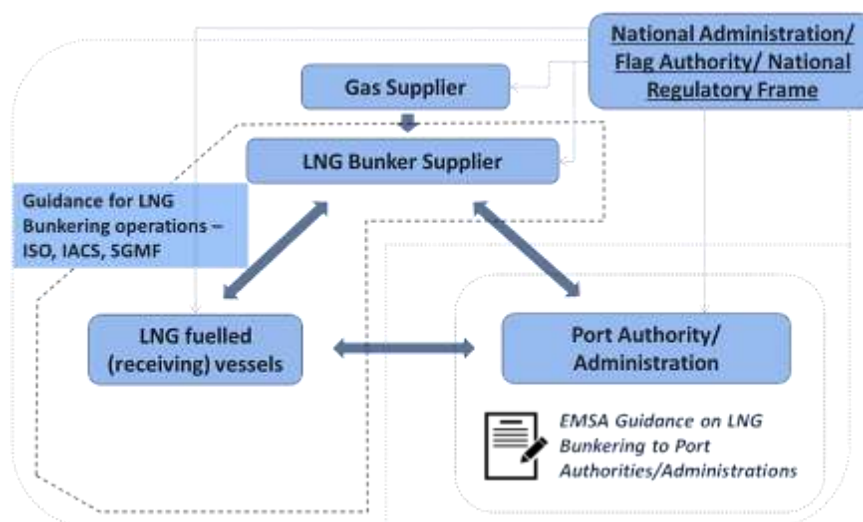 National Administration/
Flag Authority/ National
Regulatory Frame
Gas Supplier
LNG Bunker Supplier
Guidance for LNG
Bunkering operations –
ISO, IACS, SGMF
LNG fuelled
(receiving) vessels
Port Authority/
Administration
EMSA Guidance on LNG
Bunkering to Port
Authorities/Administrations